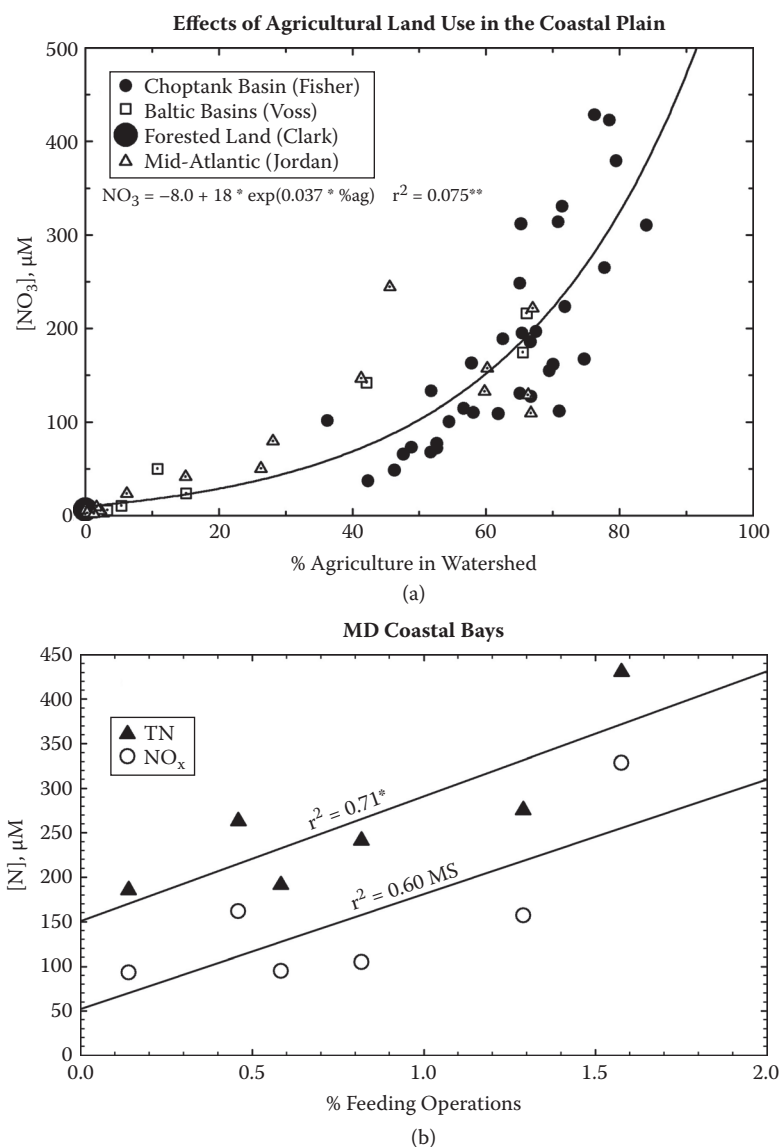 Effects of Agricultural Land Use in the Coastal Plain
500
400
300
200
100
0
[NO₃], µM
Choptank Basin (Fisher)
Baltic Basins (Voss)
Forested Land (Clark)
Mid-Atlantic (Jordan)
NO₃ = −8.0 + 18 * exp(0.037 * %ag) r² = 0.075**
0 20 40 60 80 100
% Agriculture in Watershed
(a)
MD Coastal Bays
450
400
350
300
250
200
150
100
50
0
[N], µM
TN
NOₓ
r² = 0.71*
r² = 0.60 MS
0.0 0.5 1.0 1.5 2.0
% Feeding Operations
(b)